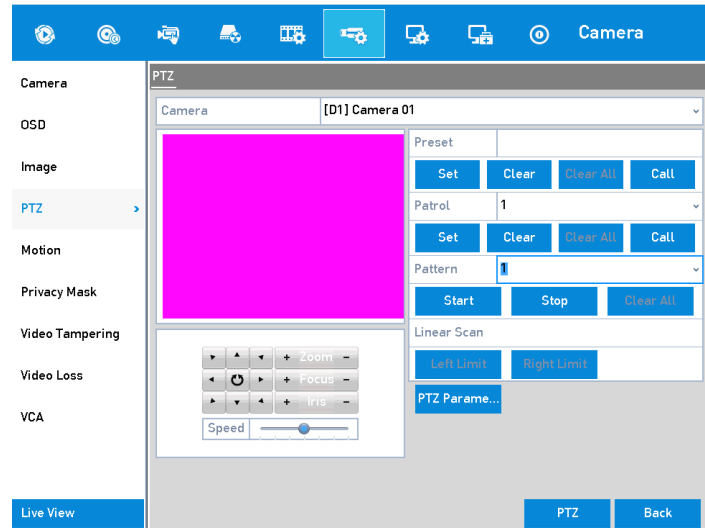 Camera
Camera
OSD
Image
PTZ
Motion
Privacy Mask
Video Tampering
Video Loss
VCA
Live View
PTZ
Camera [D1] Camera 01
Preset
Set Clear Clear All Call
Patrol 1
Set Clear Clear All Call
Pattern 1
Start Stop Clear All
Linear Scan
Left Limit Right Limit
PTZ Parame...
+ Zoom -
+ Focus -
+ Iris -
Speed
PTZ Back